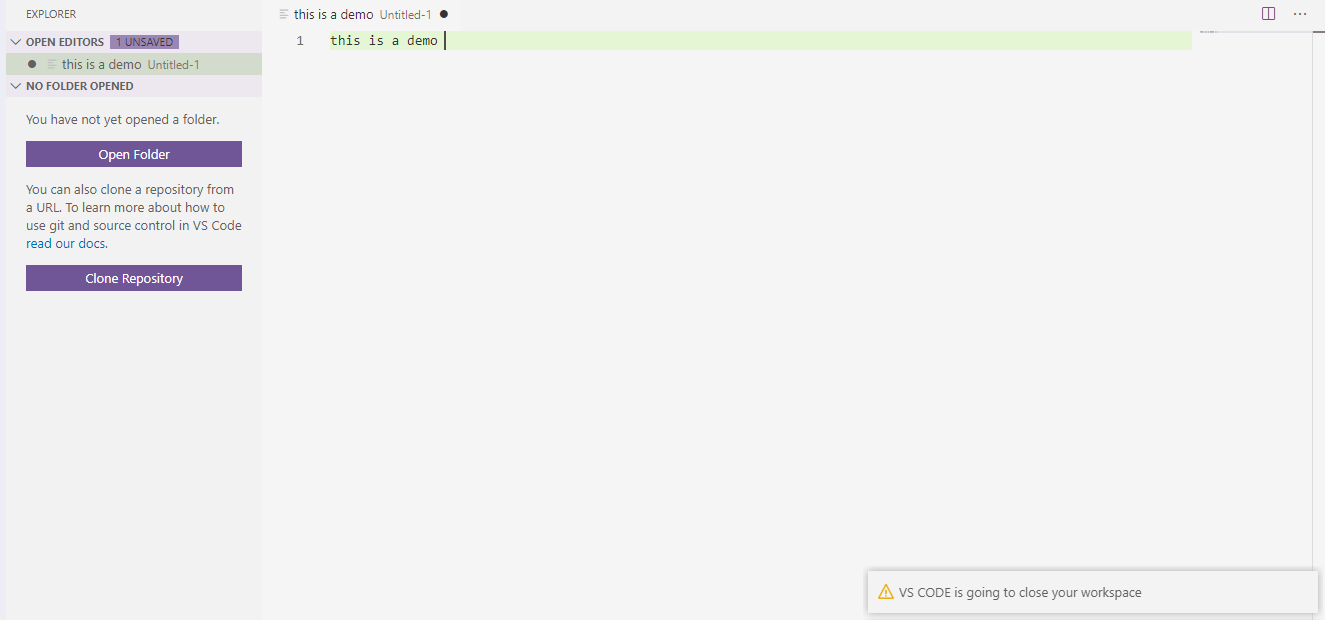 EXPLORER
OPEN EDITORS 1 UNSAVED
this is a demo Untitled-1
NO FOLDER OPENED
You have not yet opened a folder.
Open Folder
You can also clone a repository from
a URL. To learn more about how to
use git and source control in VS Code
read our docs.
Clone Repository
this is a demo Untitled-1
1 this is a demo
VS CODE is going to close your workspace